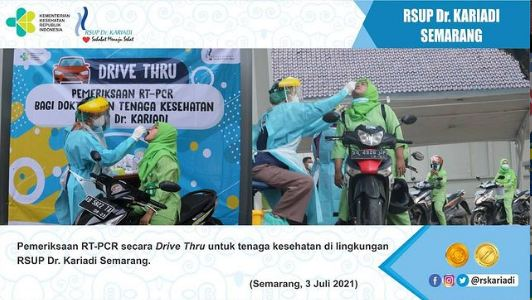 KEMENTERIAN
KESEHATAN
REPUBLIK
INDONESIA
RSUP Dr. KARIADI
Sahabat Menuju Sehat
RSUP Dr. KARIADI
SEMARANG
DRIVE THRU
PEMERIKSAAN RT-PCR
BAGI DOK N TENAGA KESEHATAN
Dr. KARIADI
Pemeriksaan RT-PCR secara Drive Thru untuk tenaga kesehatan di lingkungan
RSUP Dr. Kariadi Semarang.
(Semarang, 3 Juli 2021)
@rskariadi